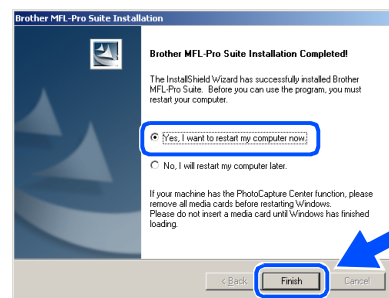 Brother MFL-Pro Suite Installation
Brother MFL-Pro Suite Installation Completed!
The InstallShield Wizard has successfully installed Brother
MFL-Pro Suite. Before you can use the program, you must
restart your computer.
Yes, I want to restart my computer now.
No, I will restart my computer later.
If your machine has the PhotoCapture Center function, please
remove all media cards before restarting Windows.
Please do not insert a media card until Windows has finished
loading.
< Back
Finish
Cancel